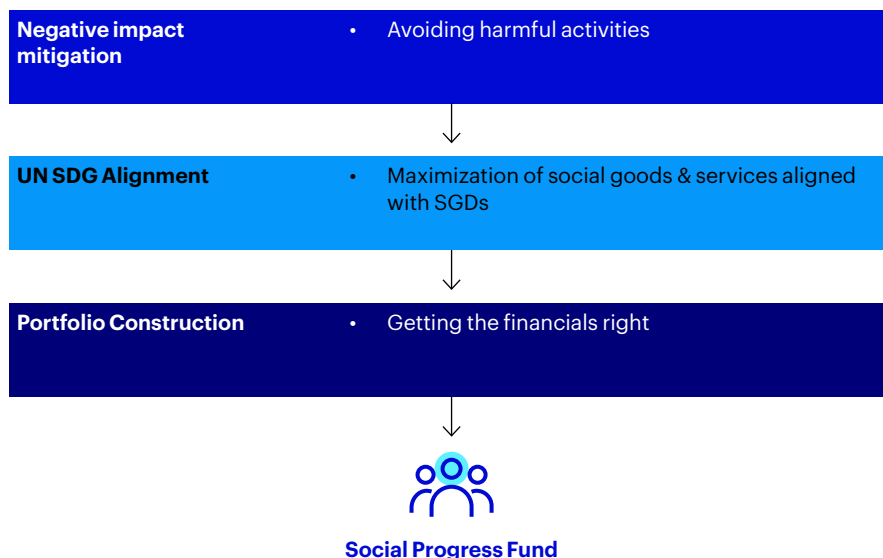 Negative impact
mitigation
• Avoiding harmful activities
UN SDG Alignment
• Maximization of social goods & services aligned
with SGDs
Portfolio Construction
• Getting the financials right
Social Progress Fund